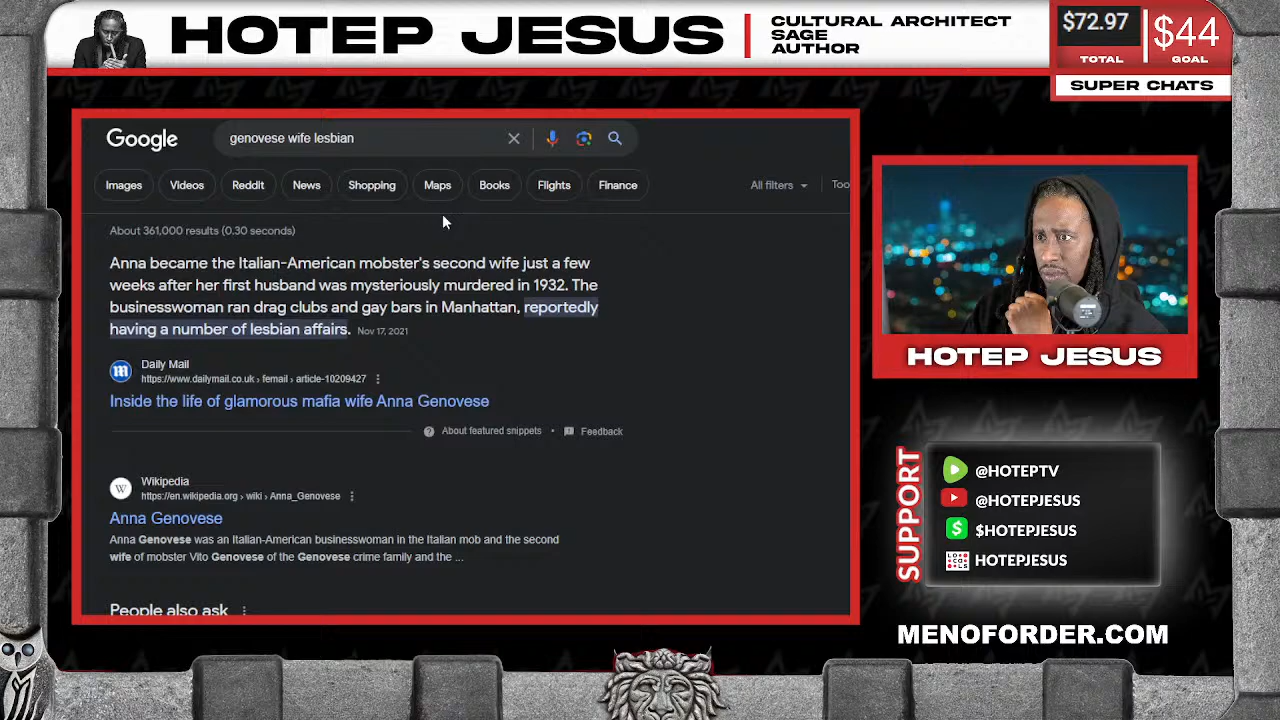 HOTEP JESUS
CULTURAL ARCHITECT
SAGE
AUTHOR
$72.97
TOTAL
$44
GOAL
SUPER CHATS
Google
genovese wife lesbian
Images
Videos
Reddit
News
Shopping
Maps
Books
Flights
Finance
All filters
Too
About 361,000 results (0.30 seconds)
Anna became the Italian-American mobster's second wife just a few
weeks after her first husband was mysteriously murdered in 1932. The
businesswoman ran drag clubs and gay bars in Manhattan, reportedly
having a number of lesbian affairs. Nov 17, 2021
m
Daily Mail
https://www.dailymail.co.uk › femail › article-10209427
Inside the life of glamorous mafia wife Anna Genovese
About featured snippets • Feedback
W
Wikipedia
https://en.wikipedia.org › wiki › Anna_Genovese
Anna Genovese
Anna Genovese was an Italian-American businesswoman in the Italian mob and the second
wife of mobster Vito Genovese of the Genovese crime family and the ...
People also ask
HOTEP JESUS
SUPPORT
@HOTEPTV
@HOTEPJESUS
$HOTEPJESUS
LO
ca
LS
HOTEPJESUS
MENOFORDER.COM